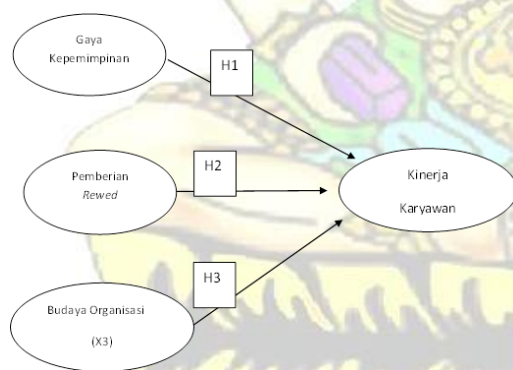 Gaya
Kepemimpinan
H1
Pemberian
Rewed
H2
Kinerja
Karyawan
H3
Budaya Organisasi
(X3)